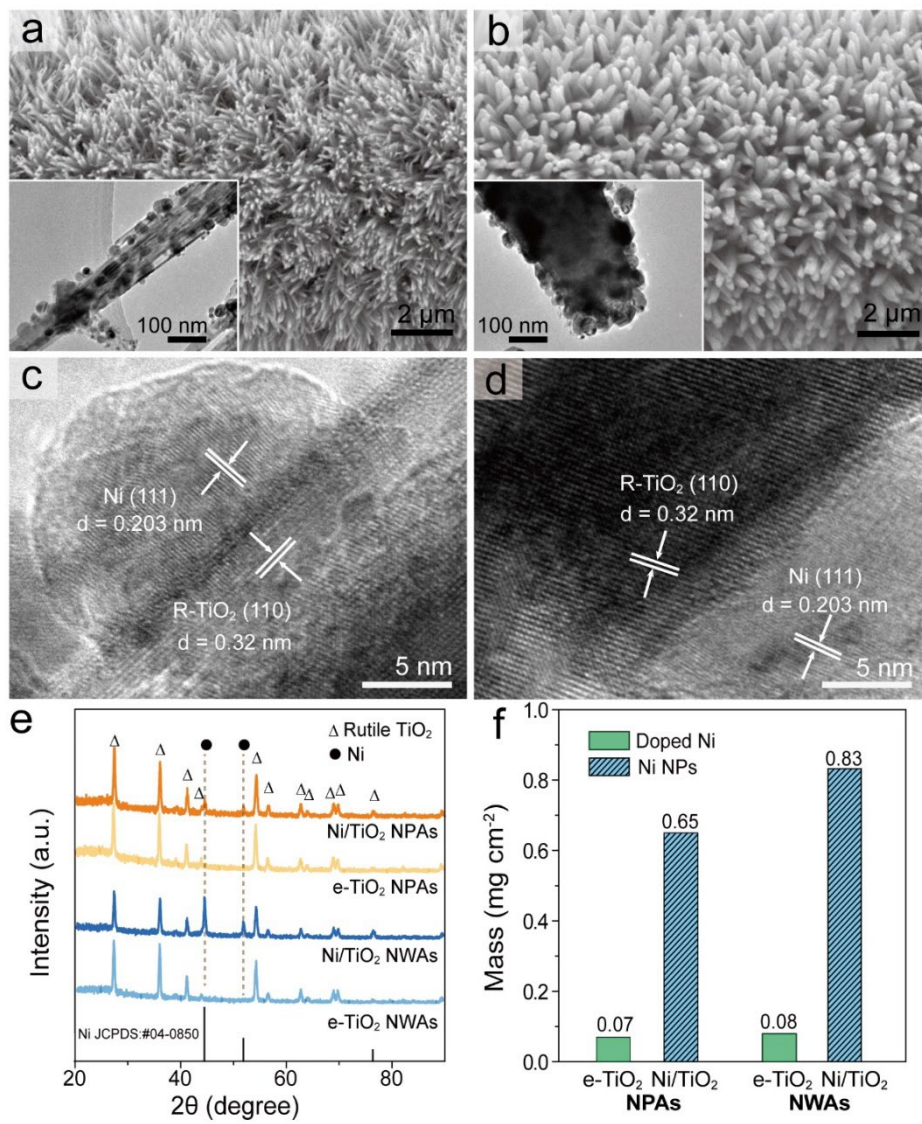 a
100 nm
2 μm
b
100 nm
2 μm
c
Ni (111)
d = 0.203 nm
R-TiO₂ (110)
d = 0.32 nm
5 nm
d
R-TiO₂ (110)
d = 0.32 nm
Ni (111)
d = 0.203 nm
5 nm
e
Intensity (a.u.)
Δ Rutile TiO₂
● Ni
Ni/TiO₂ NPAs
e-TiO₂ NPAs
Ni/TiO₂ NWAs
e-TiO₂ NWAs
Ni JCPDS:#04-0850
20 40 60 80
2θ (degree)
f
Mass (mg cm⁻²)
1.0
0.8
0.6
0.4
0.2
0.0
Doped Ni
Ni NPs
0.07
0.65
0.08
0.83
e-TiO₂ Ni/TiO₂ e-TiO₂ Ni/TiO₂
NPAs NWAs